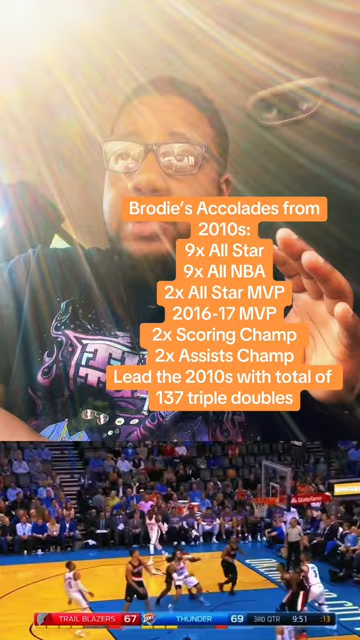 Brodie's Accolades from
2010s:
9x All Star
9x All NBA
2x All Star MVP
2016-17 MVP
2x Scoring Champ
2x Assists Champ
Lead the 2010s with total of
137 triple doubles
StateFarm
TRAIL BLAZERS 67 THUNDER 69 3RD QTR 9:51 :13